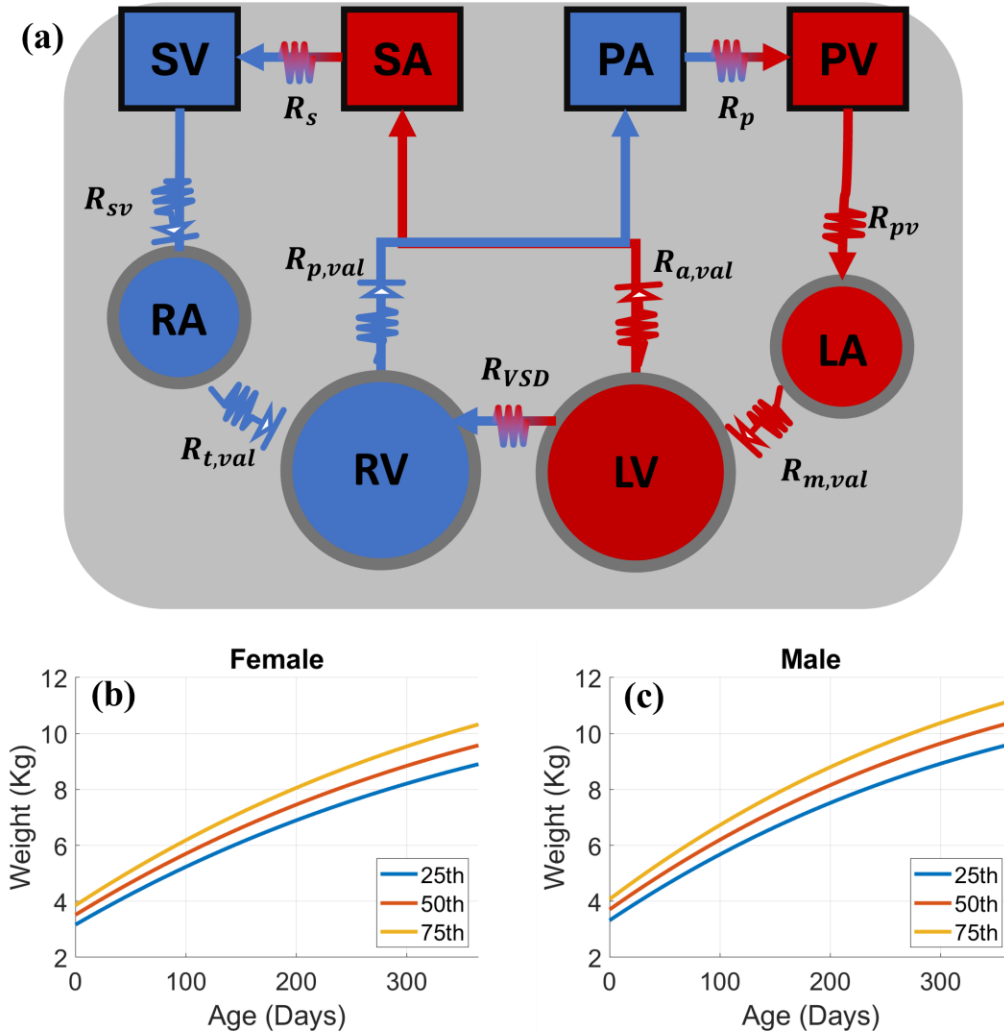 (a)
SV
SA
PA
PV
R_s
R_p
R_sv
R_pv
R_p,val
R_a,val
RA
LA
R_VSD
R_t,val
R_m,val
RV
LV
Female
(b)
Weight (Kg)
12
10
8
6
4
2
25th
50th
75th
0
100
200
300
Age (Days)
Male
(c)
Weight (Kg)
12
10
8
6
4
2
25th
50th
75th
0
100
200
300
Age (Days)